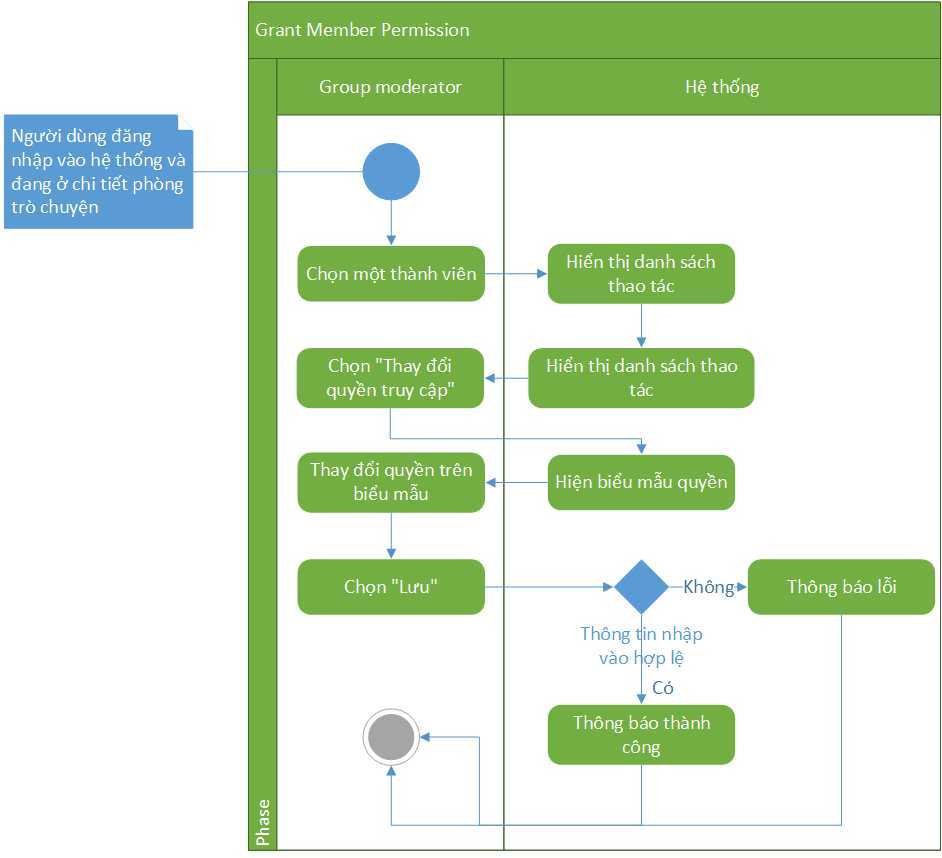 Grant Member Permission
Group moderator
Hệ thống
Người dùng đăng
nhập vào hệ thống và
đang ở chi tiết phòng
trò chuyện
Chọn một thành viên
Hiển thị danh sách
thao tác
Chọn "Thay đổi
quyền truy cập"
Hiển thị danh sách thao
tác
Thay đổi quyền trên
biểu mẫu
Hiện biểu mẫu quyền
Chọn "Lưu"
Không
Thông báo lỗi
Thông tin nhập
vào hợp lệ
Có
Thông báo thành
công
Phase